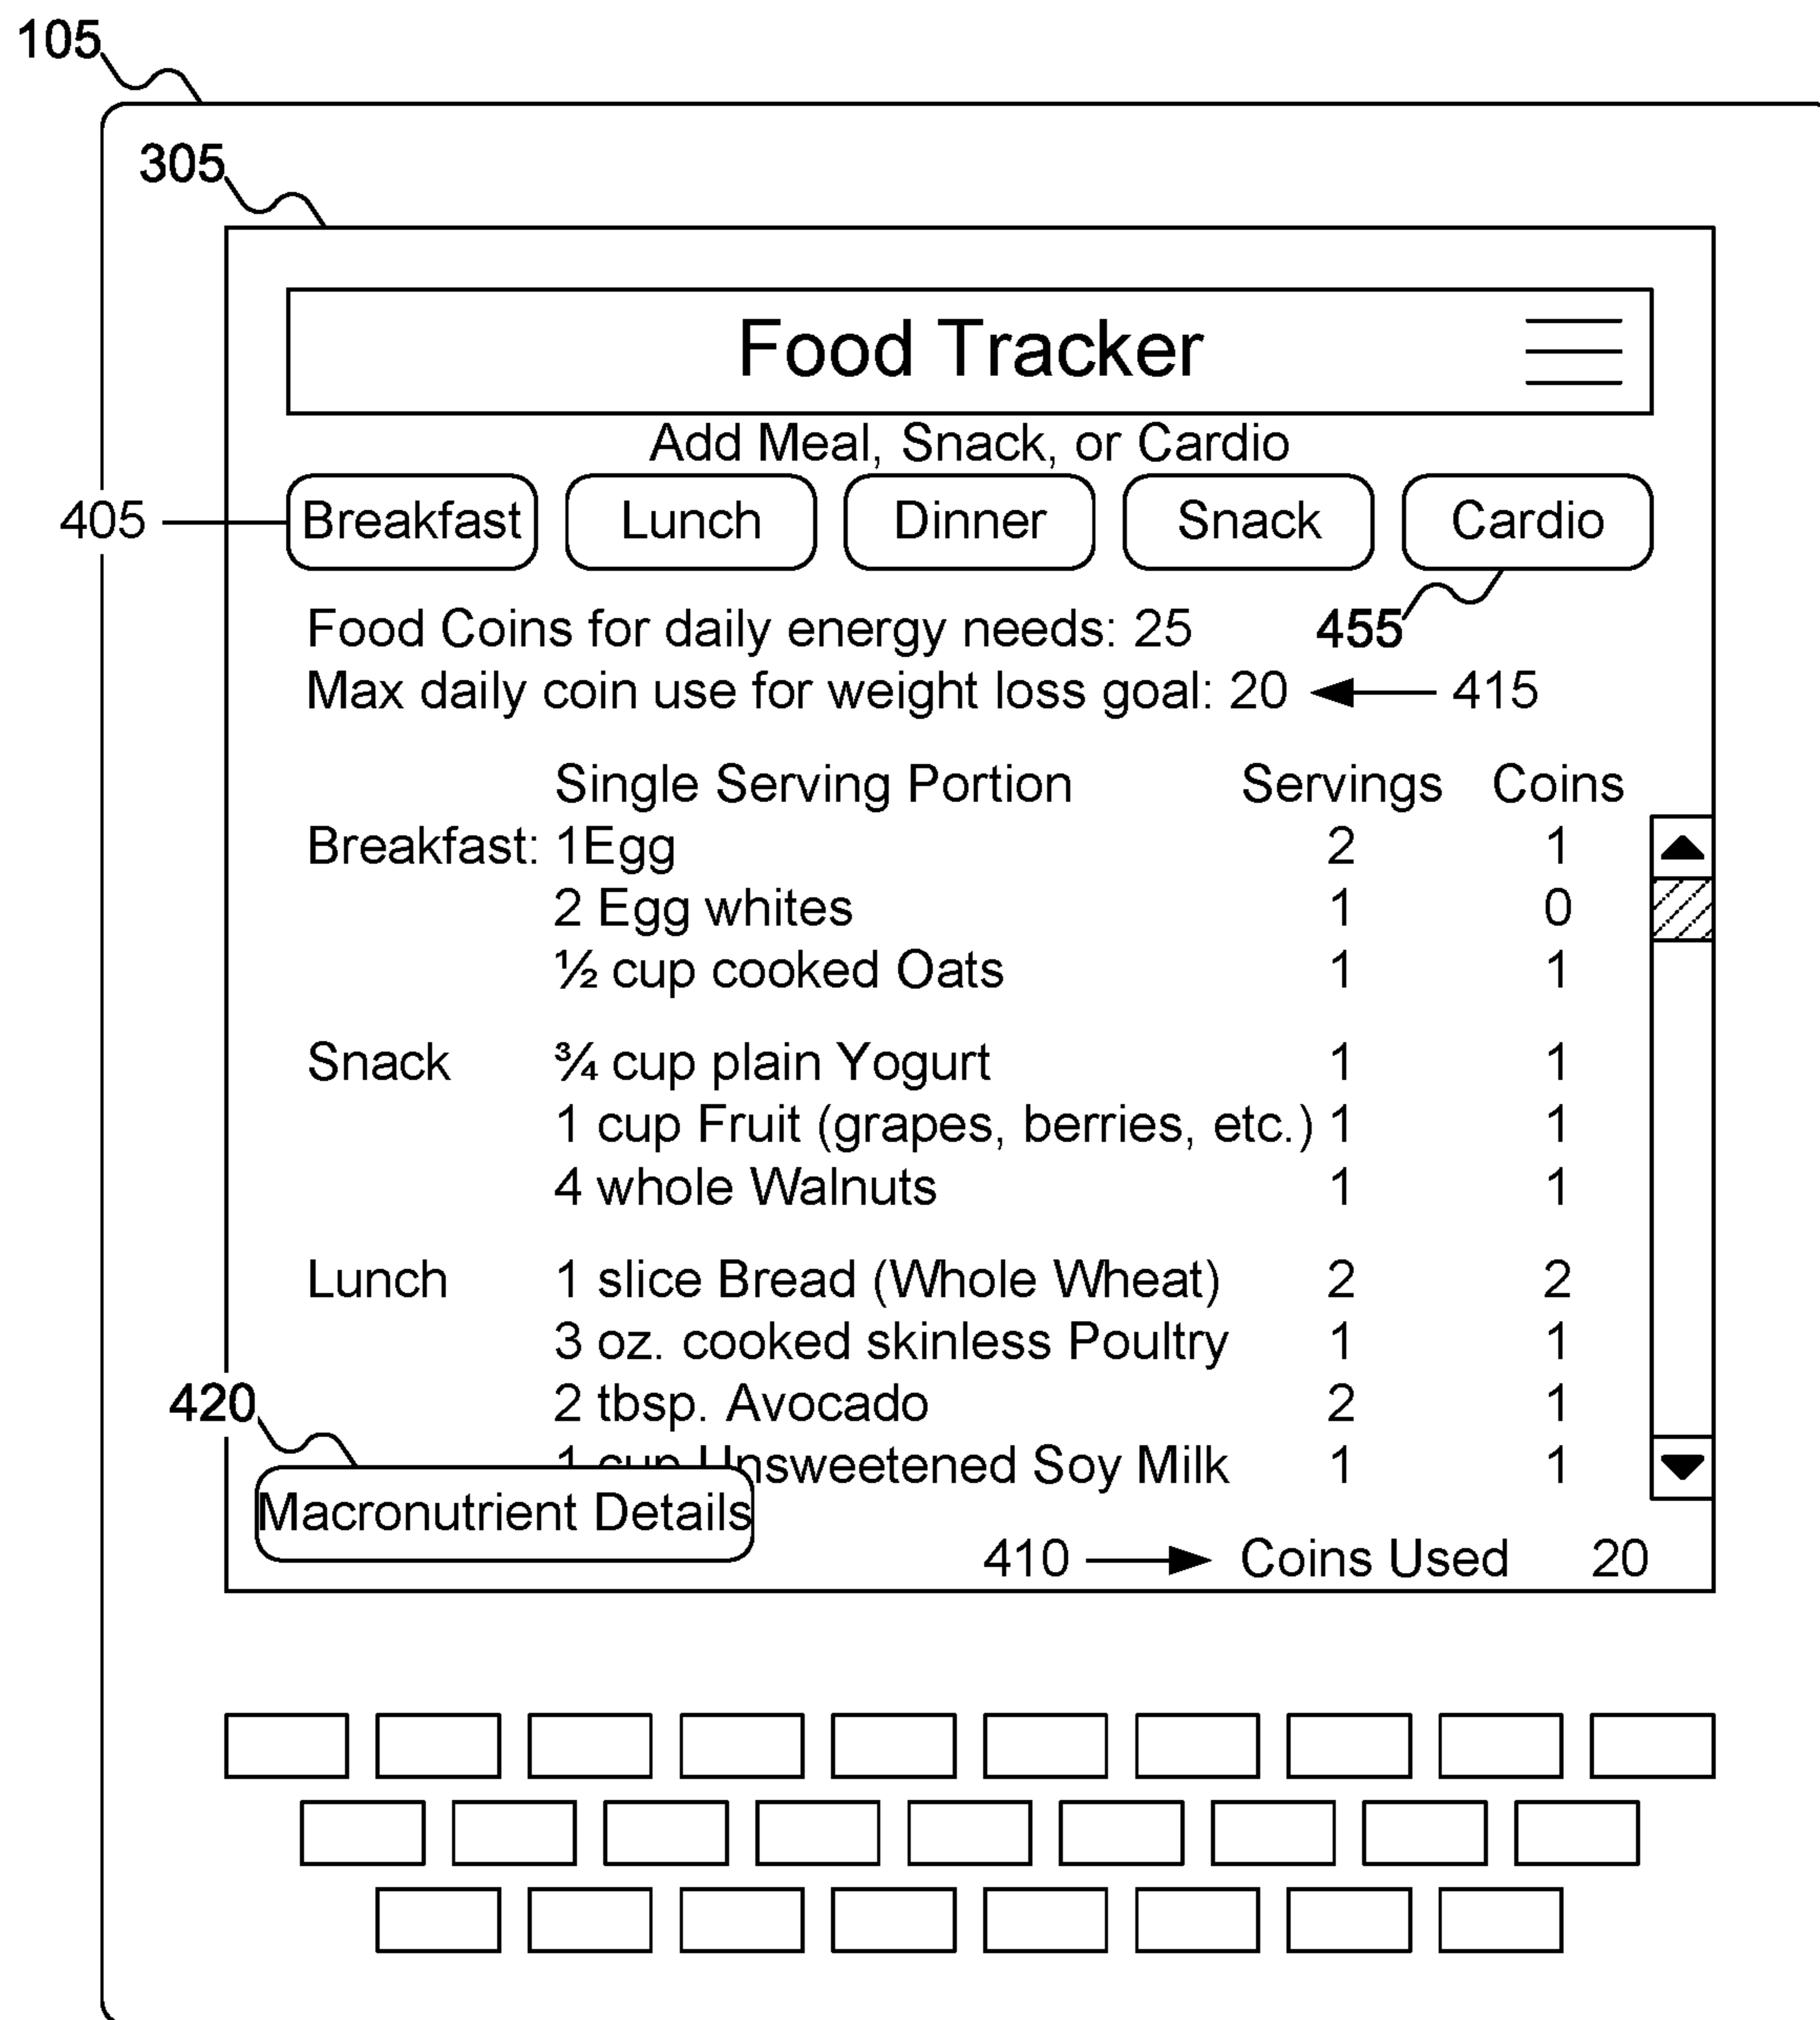 105
305
Food Tracker
Add Meal, Snack, or Cardio
405 Breakfast Lunch Dinner Snack Cardio
Food Coins for daily energy needs: 25 455
Max daily coin use for weight loss goal: 20 415
Single Serving Portion Servings Coins
Breakfast: 1Egg 2 1
2 Egg whites 1 0
½ cup cooked Oats 1 1
Snack ¾ cup plain Yogurt 1 1
1 cup Fruit (grapes, berries, etc.) 1 1
4 whole Walnuts 1 1
Lunch 1 slice Bread (Whole Wheat) 2 2
3 oz. cooked skinless Poultry 1 1
420 2 tbsp. Avocado 2 1
1 cup Unsweetened Soy Milk 1 1
Macronutrient Details
410 Coins Used 20